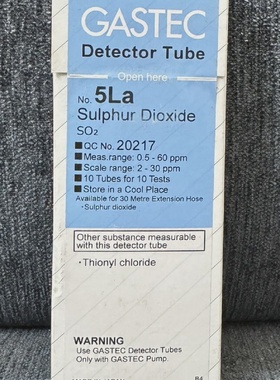 GASTEC
Detector Tube
Open here
No. 5La
Sulphur Dioxide
SO₂
■QC No. 20217
■Meas.range: 0.5 - 60 ppm
■Scale range: 2 - 30 ppm
■10 Tubes for 10 Tests
■Store in a Cool Place
Available for 30 Metre Extension Hose
・Sulphur dioxide
Other substance measurable
with this detector tube
・Thionyl chloride
WARNING
Use GASTEC Detector Tubes
Only with GASTEC Pump.